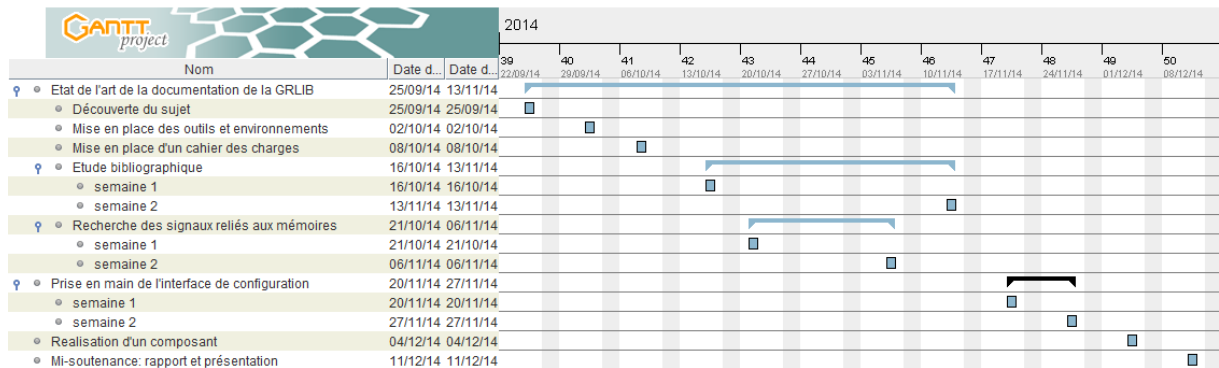 GANTT
project
2014
39 40 41 42 43 44 45 46 47 48 49 50
22/09/14 29/09/14 06/10/14 13/10/14 20/10/14 27/10/14 03/11/14 10/11/14 17/11/14 24/11/14 01/12/14 08/12/14
Nom Date d... Date d...
Etat de l'art de la documentation de la GRLIB 25/09/14 13/11/14
Découverte du sujet 25/09/14 25/09/14
Mise en place des outils et environnements 02/10/14 02/10/14
Mise en place d'un cahier des charges 08/10/14 08/10/14
Etude bibliographique 16/10/14 13/11/14
semaine 1 16/10/14 16/10/14
semaine 2 13/11/14 13/11/14
Recherche des signaux reliés aux mémoires 21/10/14 06/11/14
semaine 1 21/10/14 21/10/14
semaine 2 06/11/14 06/11/14
Prise en main de l'interface de configuration 20/11/14 27/11/14
semaine 1 20/11/14 20/11/14
semaine 2 27/11/14 27/11/14
Realisation d'un composant 04/12/14 04/12/14
Mi-soutenance: rapport et présentation 11/12/14 11/12/14